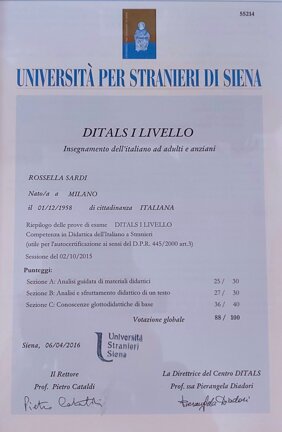 55214
UNIVERSITÀ PER STRANIERI DI SIENA
DITALS I LIVELLO
Insegnamento dell'italiano ad adulti e anziani
ROSSELLA SARDI
Nato/a a MILANO
il 01/12/1958 di cittadinanza ITALIANA
Riepilogo delle prove di esame DITALS I LIVELLO
Competenza in Didattica dell'Italiano a Stranieri
(utile per l'autocertificazione ai sensi del D.P.R. 445/2000 art.3)
Sessione del 02/10/2015
Punteggi:
Sezione A: Analisi guidata di materiali didattici 25 / 30
Sezione B: Analisi e sfruttamento didattico di un testo 27 / 30
Sezione C: Conoscenze glottodidattiche di base 36 / 40
Votazione globale 88 / 100
Università
Stranieri
Siena
Siena, 06/04/2016
Il Rettore La Direttrice del Centro DITALS
Prof. Pietro Cataldi Prof. ssa Pierangela Diadori
Pietro Cataldi Pierangela Diadori